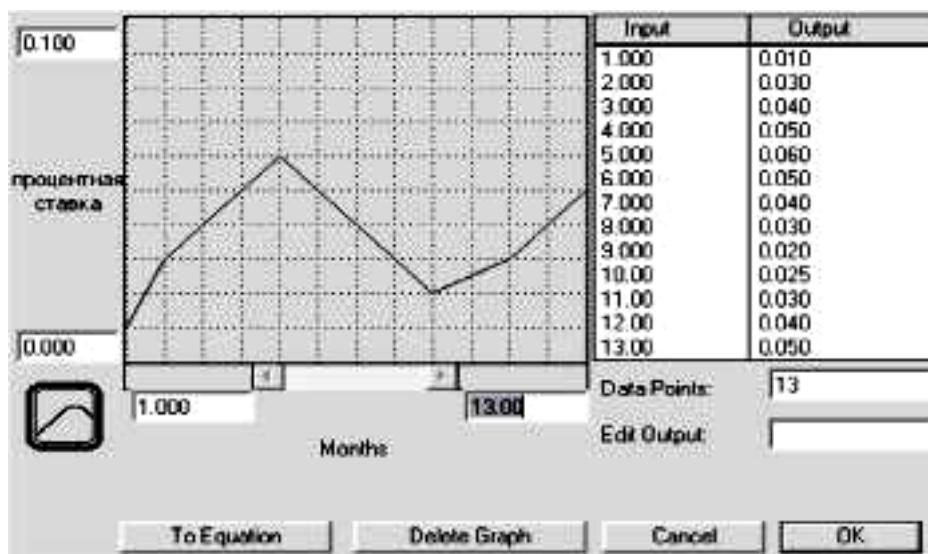 0.100
процентная
ставка
0.000
1.000
13.00
Months
Input Output
1.000 0.010
2.000 0.030
3.000 0.040
4.000 0.050
5.000 0.060
6.000 0.050
7.000 0.040
8.000 0.030
9.000 0.020
10.00 0.025
11.00 0.030
12.00 0.040
13.00 0.050
Data Points: 13
Edit Output:
To Equation Delete Graph Cancel OK